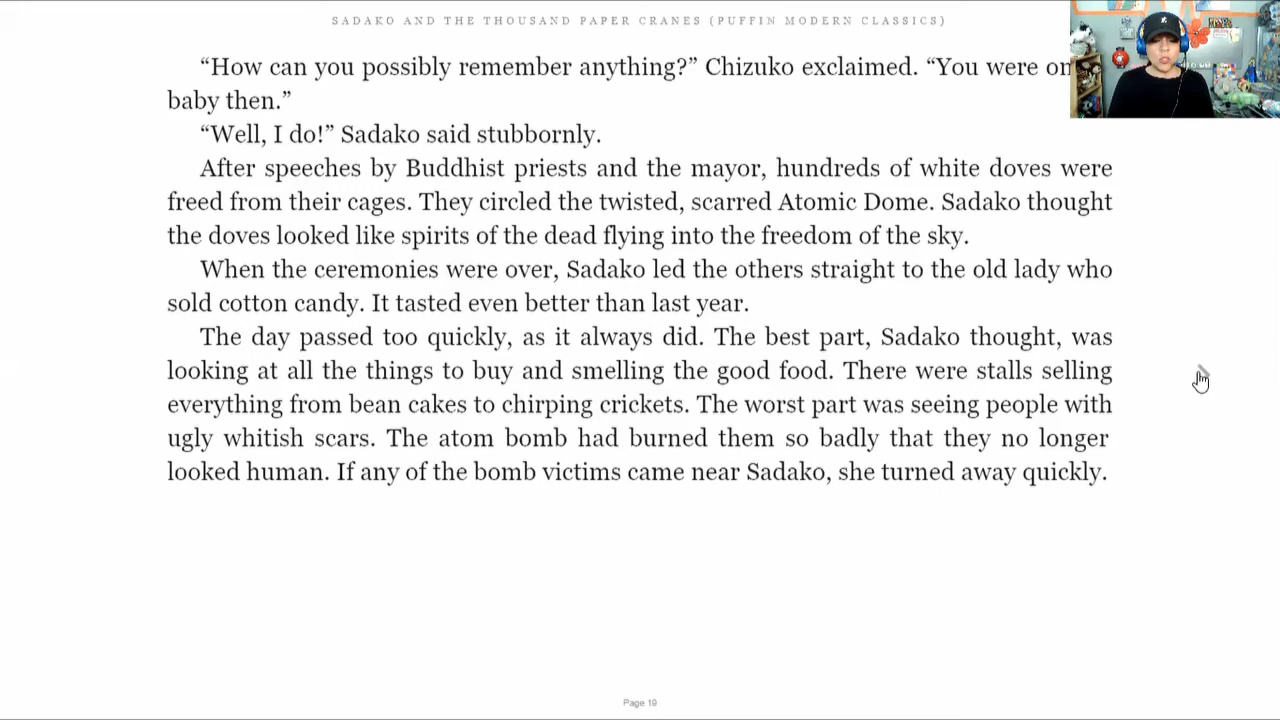 SADAKO AND THE THOUSAND PAPER CRANES (PUFFIN MODERN CLASSICS)
“How can you possibly remember anything?” Chizuko exclaimed. “You were
baby then.”
“Well, I do!” Sadako said stubbornly.
After speeches by Buddhist priests and the mayor, hundreds of white doves were
freed from their cages. They circled the twisted, scarred Atomic Dome. Sadako thought
the doves looked like spirits of the dead flying into the freedom of the sky.
When the ceremonies were over, Sadako led the others straight to the old lady who
sold cotton candy. It tasted even better than last year.
The day passed too quickly, as it always did. The best part, Sadako thought, was
looking at all the things to buy and smelling the good food. There were stalls selling
everything from bean cakes to chirping crickets. The worst part was seeing people with
ugly whitish scars. The atom bomb had burned them so badly that they no longer
looked human. If any of the bomb victims came near Sadako, she turned away quickly.
Page 19